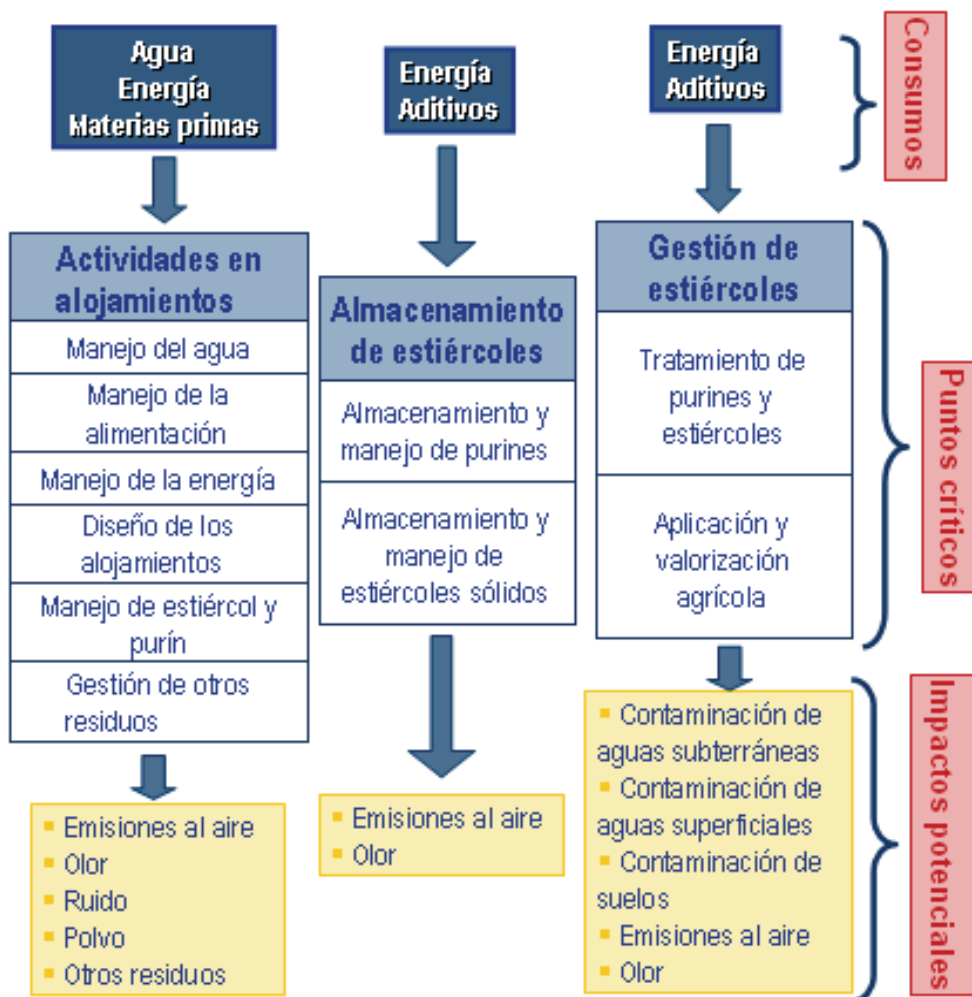 Agua
Energía
Materias primas
Energía
Aditivos
Energía
Aditivos
Consumos
Actividades en
alojamientos
Manejo del agua
Manejo de la
alimentación
Manejo de la energía
Diseño de los
alojamientos
Manejo de estiércol y
purín
Gestión de otros
residuos
Almacenamiento
de estiércoles
Almacenamiento y
manejo de purines
Almacenamiento y
manejo de
estiércoles sólidos
Gestión de
estiércoles
Tratamiento de
purines y
estiércoles
Aplicación y
valorización
agrícola
Puntos críticos
▪ Emisiones al aire
▪ Olor
▪ Ruido
▪ Polvo
▪ Otros residuos
▪ Emisiones al aire
▪ Olor
▪ Contaminación de
aguas subterráneas
▪ Contaminación de
aguas superficiales
▪ Contaminación de
suelos
▪ Emisiones al aire
▪ Olor
Impactos potenciales